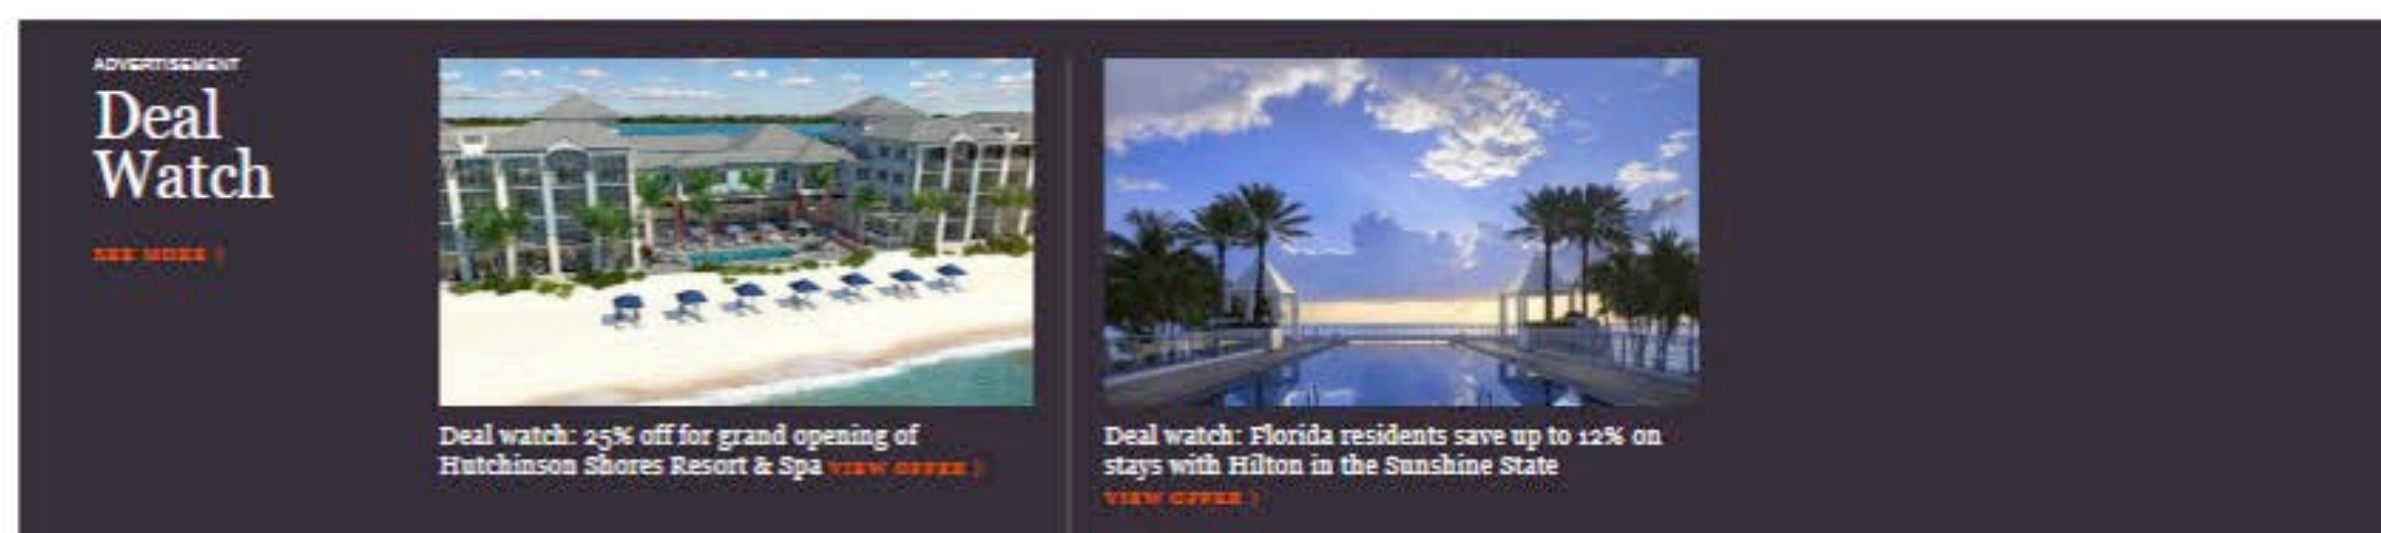 ADVERTISEMENT
Deal
Watch
SEE MORE
Deal watch: 25% off for grand opening of
Hutchinson Shores Resort & Spa VIEW OFFER
Deal watch: Florida residents save up to 12% on
stays with Hilton in the Sunshine State
VIEW OFFER